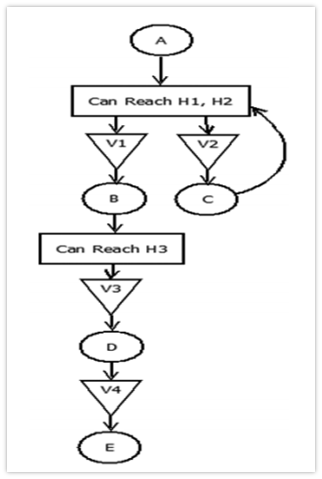 A
Can Reach H1, H2
V1
V2
B
C
Can Reach H3
V3
D
V4
E